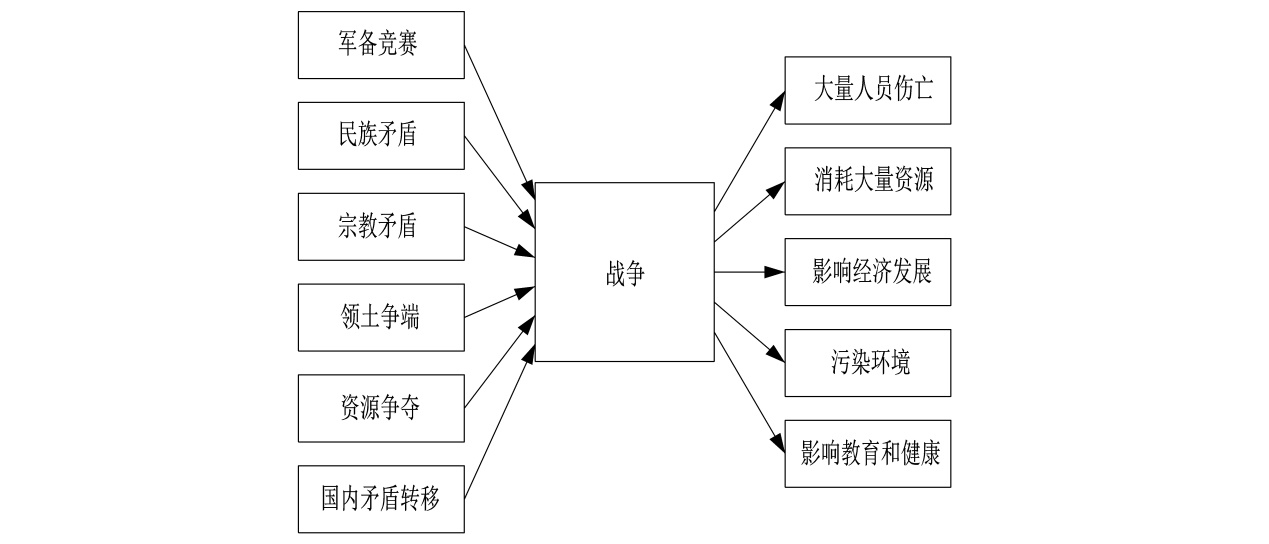 军备竞赛
民族矛盾
宗教矛盾
领土争端
资源争夺
国内矛盾转移
战争
大量人员伤亡
消耗大量资源
影响经济发展
污染环境
影响教育和健康